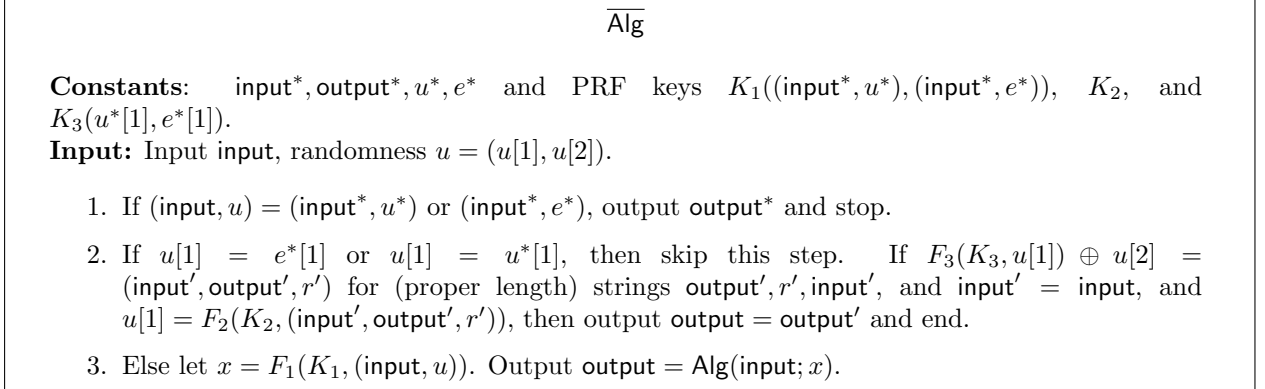 Alg
Constants: input*, output*, u*, e* and PRF keys K₁((input*, u*), (input*, e*)), K₂, and
K₃(u*[1], e*[1]).
Input: Input input, randomness u = (u[1], u[2]).
1. If (input, u) = (input*, u*) or (input*, e*), output output* and stop.
2. If u[1] = e*[1] or u[1] = u*[1], then skip this step. If F₃(K₃, u[1]) ⊕ u[2] =
(input′, output′, r′) for (proper length) strings output′, r′, input′, and input′ = input, and
u[1] = F₂(K₂, (input′, output′, r′)), then output output = output′ and end.
3. Else let x = F₁(K₁, (input, u)). Output output = Alg(input; x).